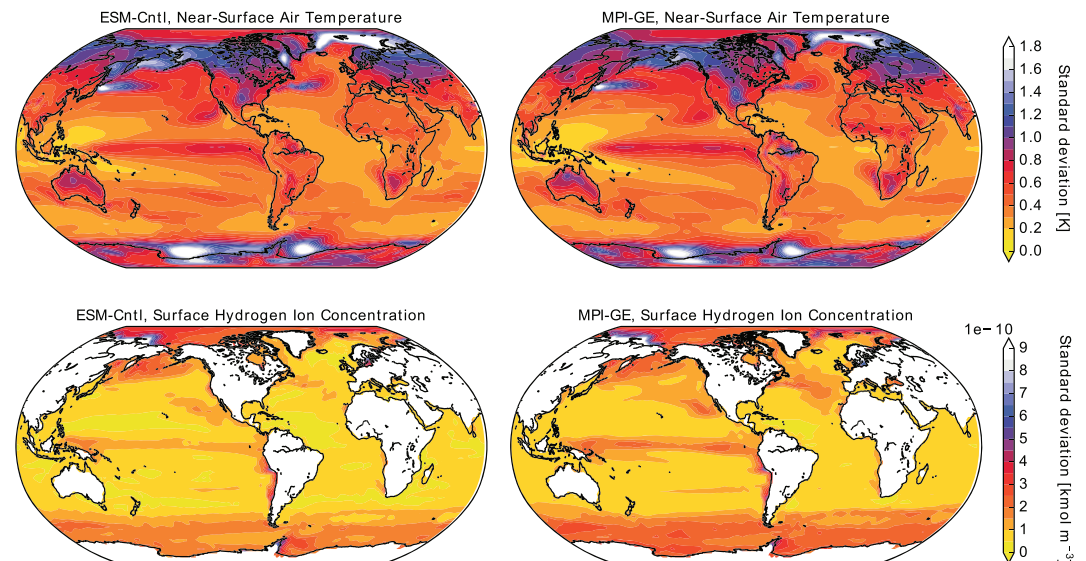 ESM-Cntl, Near-Surface Air Temperature
MPI-GE, Near-Surface Air Temperature
1.8
1.6
1.4
1.2
1.0
0.8
0.6
0.4
0.2
0.0
Standard deviation [K]
ESM-Cntl, Surface Hydrogen Ion Concentration
MPI-GE, Surface Hydrogen Ion Concentration
1e−10
9
8
7
6
5
4
3
2
1
0
Standard deviation [kmol m⁻³]